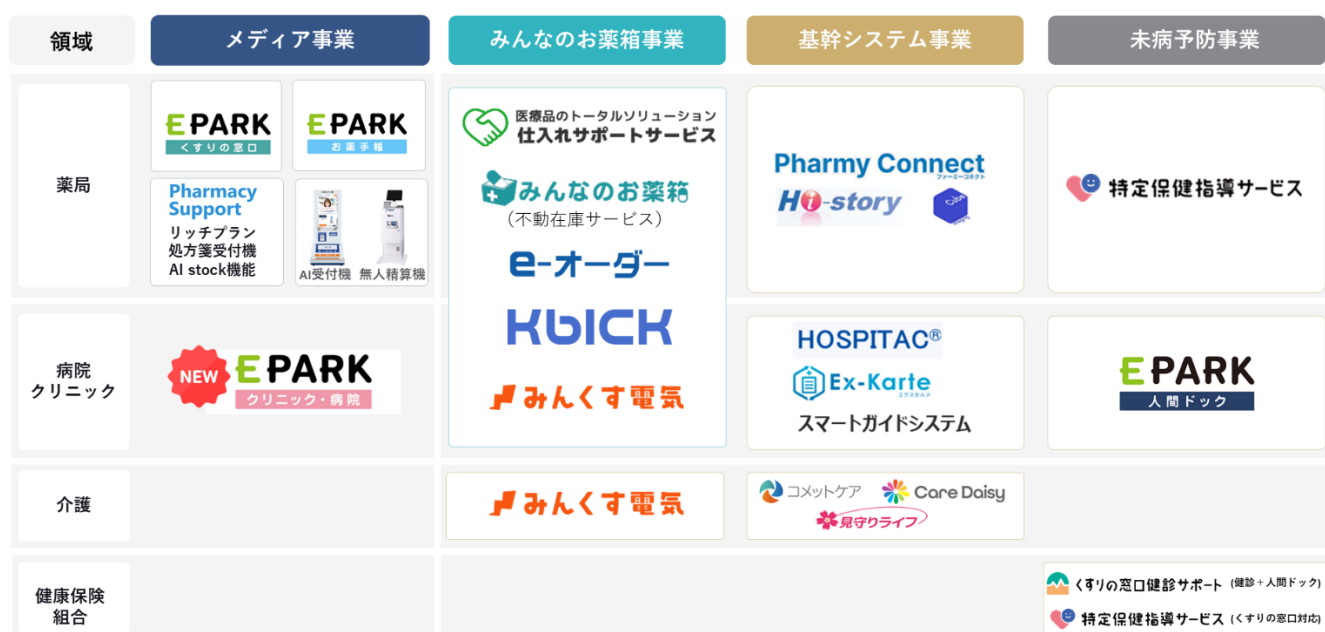 領域
メディア事業
みんなのお薬箱事業
基幹システム事業
未病予防事業
薬局
EPARK
くすりの窓口
EPARK
お薬手帳
Pharmacy
Support
リッチプラン
処方箋受付機
AI stock機能
AI受付機 無人精算機
医療品のトータルソリューション
仕入れサポートサービス
みんなのお薬箱
(不動在庫サービス)
e-オーダー
KbICK
みんくす電気
Pharmy Connect
ファーミーコネクト
Hi-story
特定保健指導サービス
病院
クリニック
NEW
EPARK
クリニック・病院
HOSPITAC®
Ex-Karte
エクスカルテ
スマートガイドシステム
EPARK
人間ドック
介護
みんくす電気
コメットケア
Care Daisy
見守りライフ
健康保険
組合
くすりの窓口健診サポート (健診+人間ドック)
特定保健指導サービス (くすりの窓口対応)